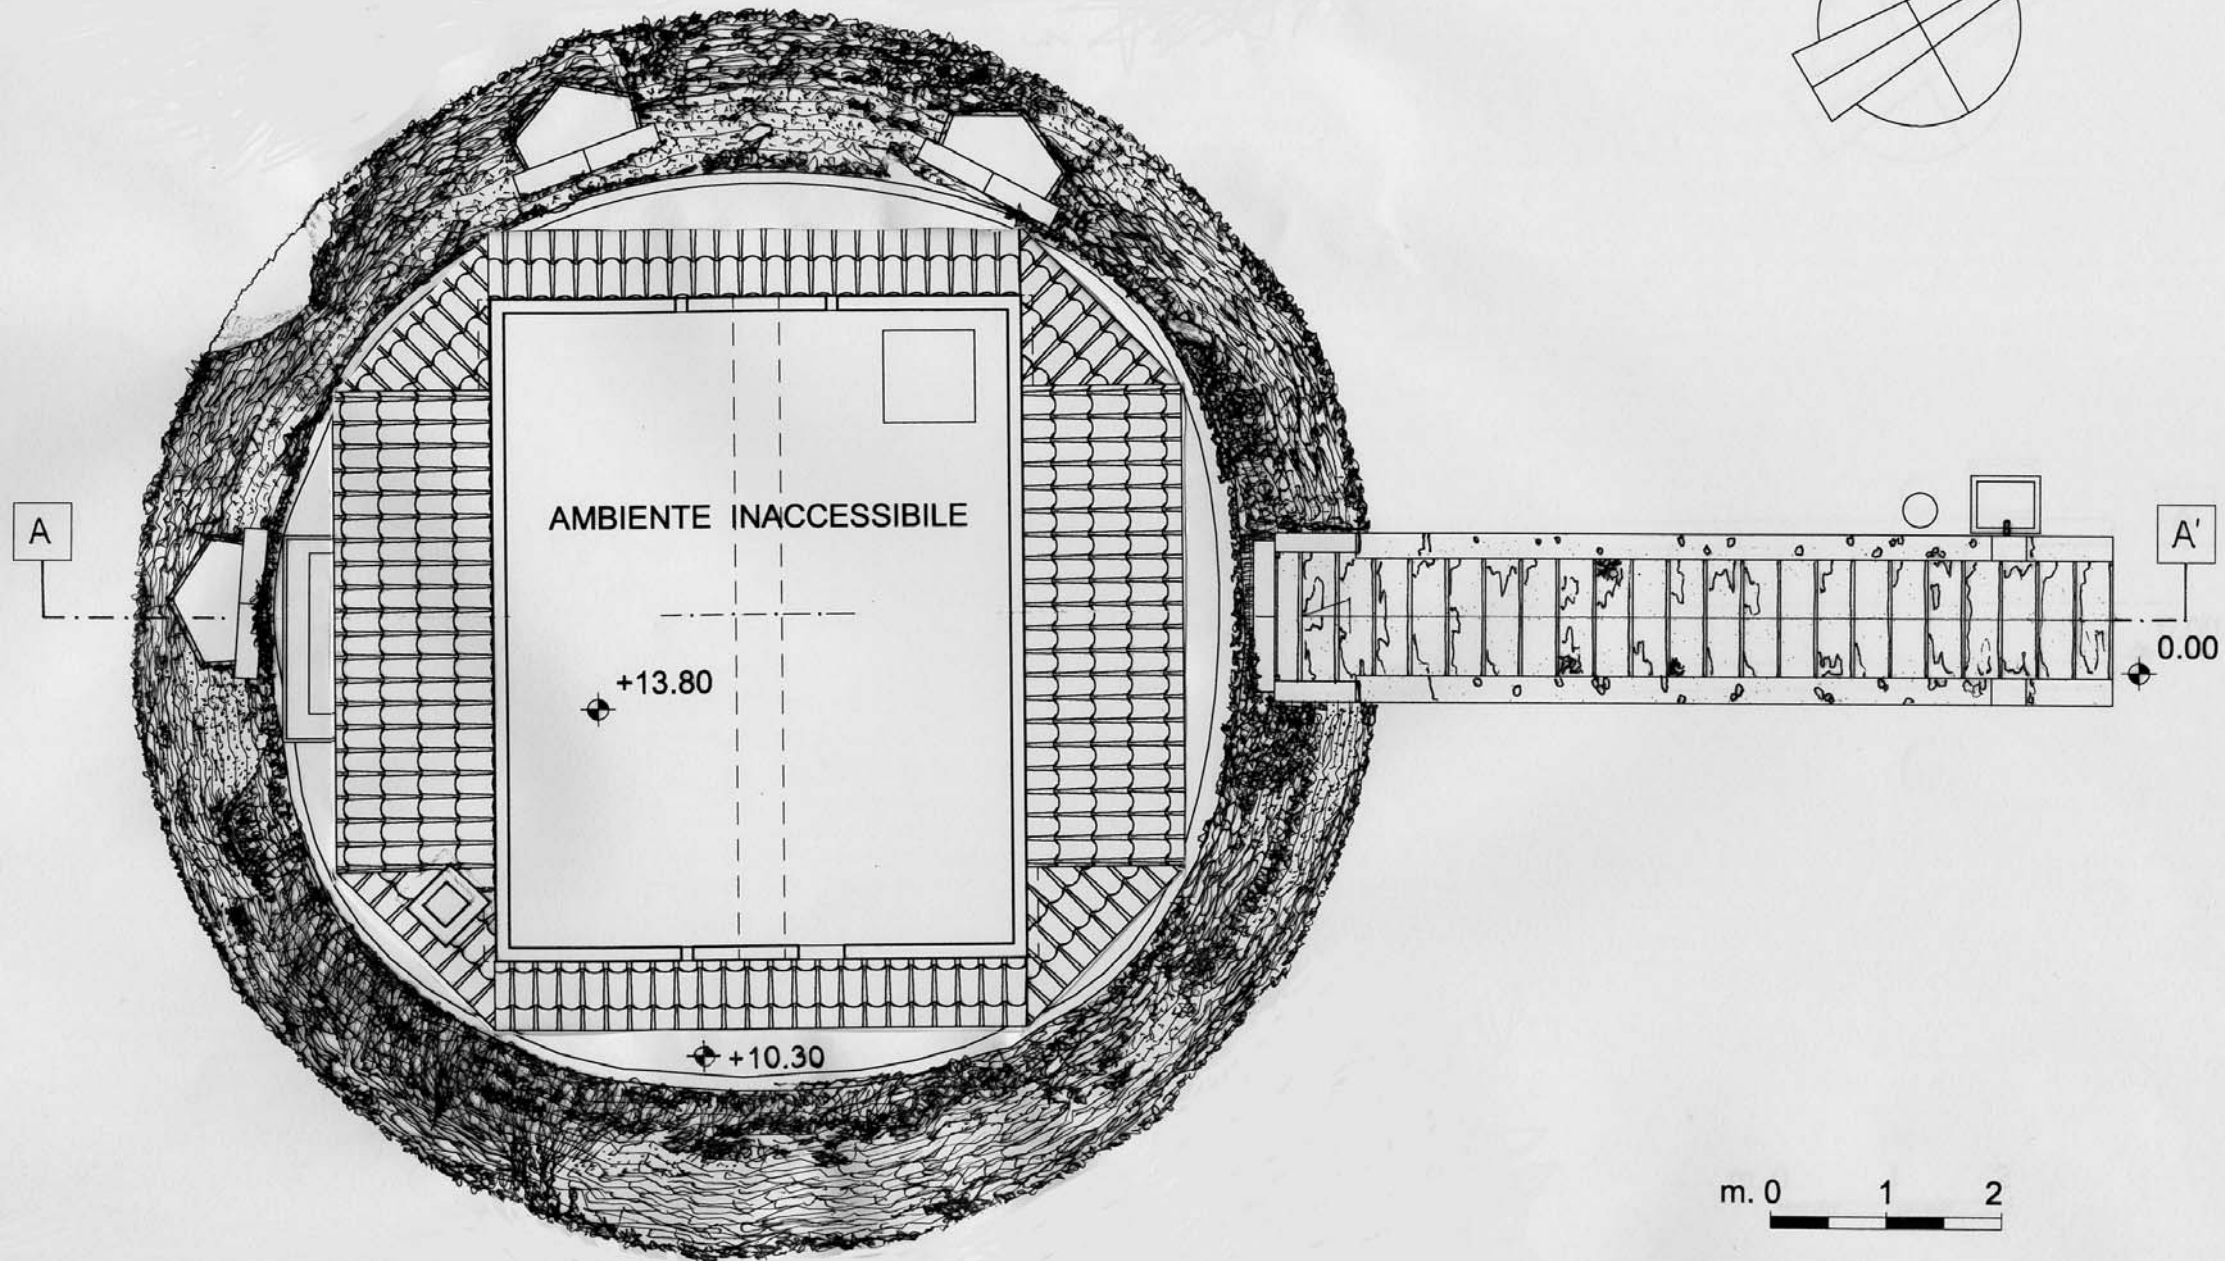 AMBIENTE INACCESSIBILE
A
A'
0.00
+13.80
+10.30
m. 0 1 2